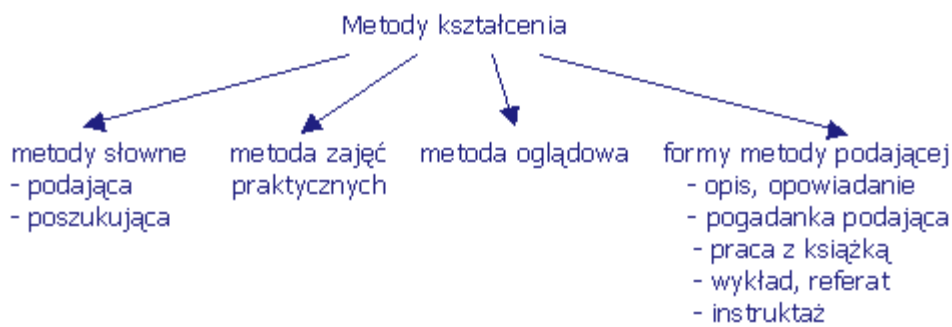 Metody kształcenia
metody słowne
- podająca
- poszukująca
metoda zajęć
praktycznych
metoda oglądowa
formy metody podającej
- opis, opowiadanie
- pogadanka podająca
- praca z książką
- wykład, referat
- instruktaż